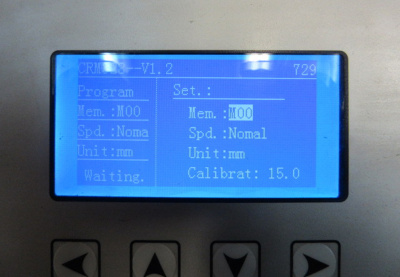 V1.2 729
Program
Mem.:M00
Spd.:Noma
Unit:mm
Waiting.
Set.:
Mem.:M00
Spd.:Nomal
Unit:mm
Calibrat: 15.0